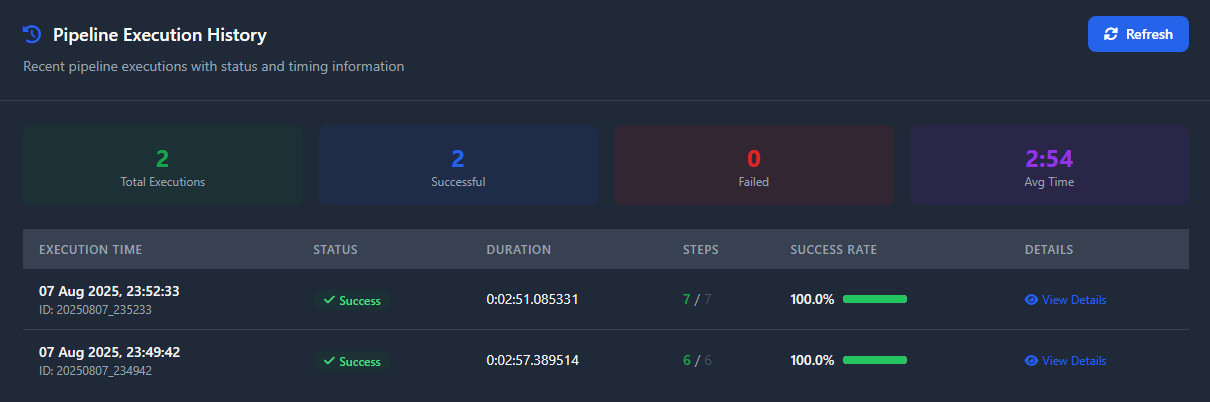 Pipeline Execution History
Refresh
Recent pipeline executions with status and timing information
2
Total Executions
2
Successful
0
Failed
2:54
Avg Time
EXECUTION TIME STATUS DURATION STEPS SUCCESS RATE DETAILS
07 Aug 2025, 23:52:33
ID: 20250807_235233
Success 0:02:51.085331 7 / 7 100.0% View Details
07 Aug 2025, 23:49:42
ID: 20250807_234942
Success 0:02:57.389514 6 / 6 100.0% View Details